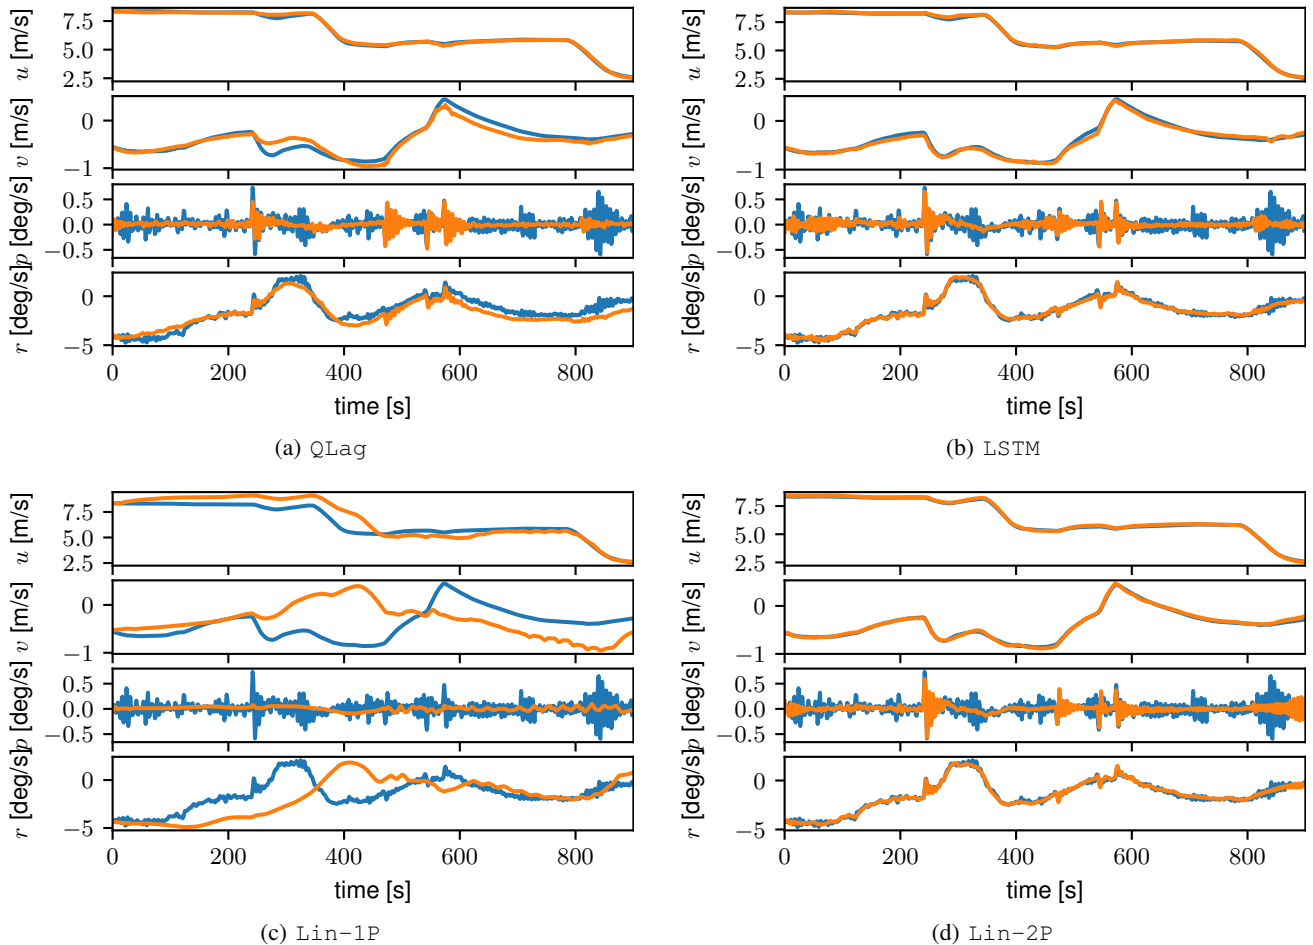 7.5
5.0
2.5
u [m/s]
0
−1
v [m/s]
0.5
0.0
−0.5
p [deg/s]
0
−5
r [deg/s]
0 200 400 600 800
time [s]
(a) QLag
7.5
5.0
2.5
u [m/s]
0
−1
v [m/s]
0.5
0.0
−0.5
p [deg/s]
0
−5
r [deg/s]
0 200 400 600 800
time [s]
(b) LSTM
7.5
5.0
2.5
u [m/s]
0
−1
v [m/s]
0.5
0.0
−0.5
p [deg/s]
0
−5
r [deg/s]
0 200 400 600 800
time [s]
(c) Lin-1P
7.5
5.0
2.5
u [m/s]
0
−1
v [m/s]
0.5
0.0
−0.5
p [deg/s]
0
−5
r [deg/s]
0 200 400 600 800
time [s]
(d) Lin-2P